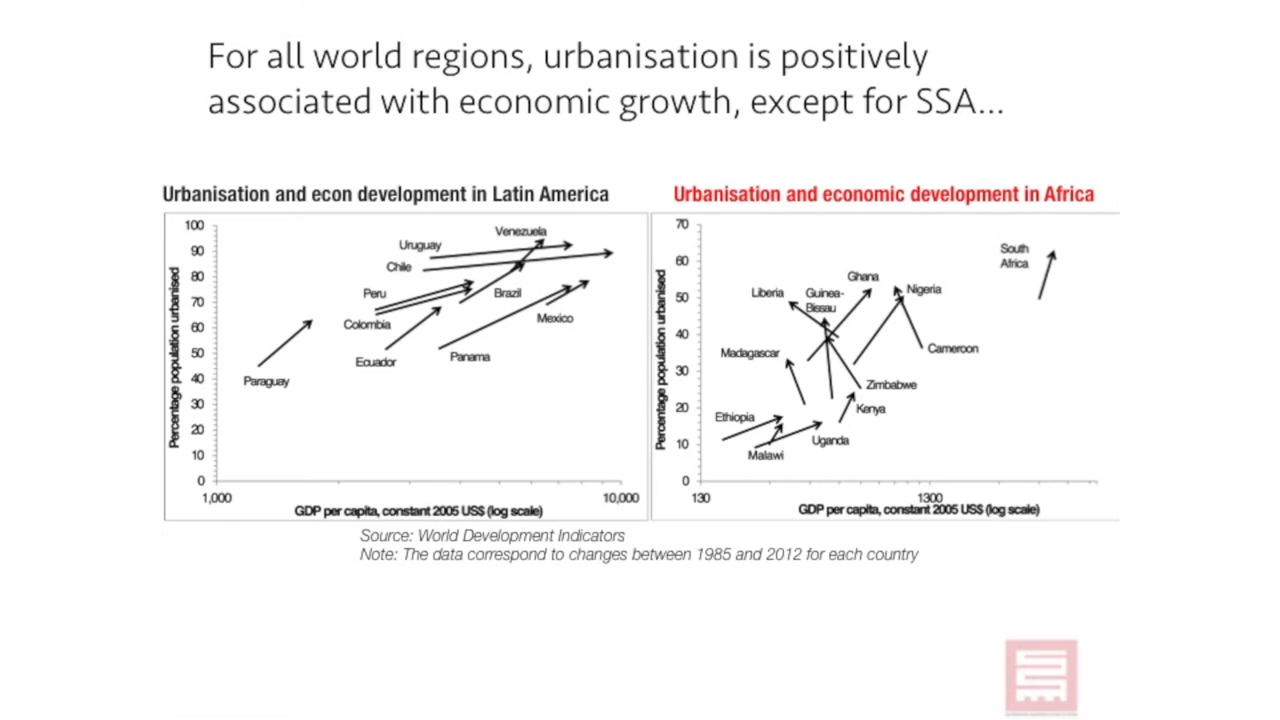 For all world regions, urbanisation is positively
associated with economic growth, except for SSA...
Urbanisation and econ development in Latin America
Percentage population urbanised
100
90
80
70
60
50
40
30
20
10
0
Venezuela
Uruguay
Chile
Peru
Brazil
Colombia
Mexico
Ecuador
Panama
Paraguay
1,000
10,000
GDP per capita, constant 2005 US$ (log scale)
Urbanisation and economic development in Africa
Percentage population urbanised
70
60
50
40
30
20
10
0
South
Africa
Ghana
Liberia
Guinea-
Bissau
Nigeria
Madagascar
Cameroon
Zimbabwe
Kenya
Ethiopia
Uganda
Malawi
130
1300
GDP per capita, constant 2005 US$ (log scale)
Source: World Development Indicators
Note: The data correspond to changes between 1985 and 2012 for each country